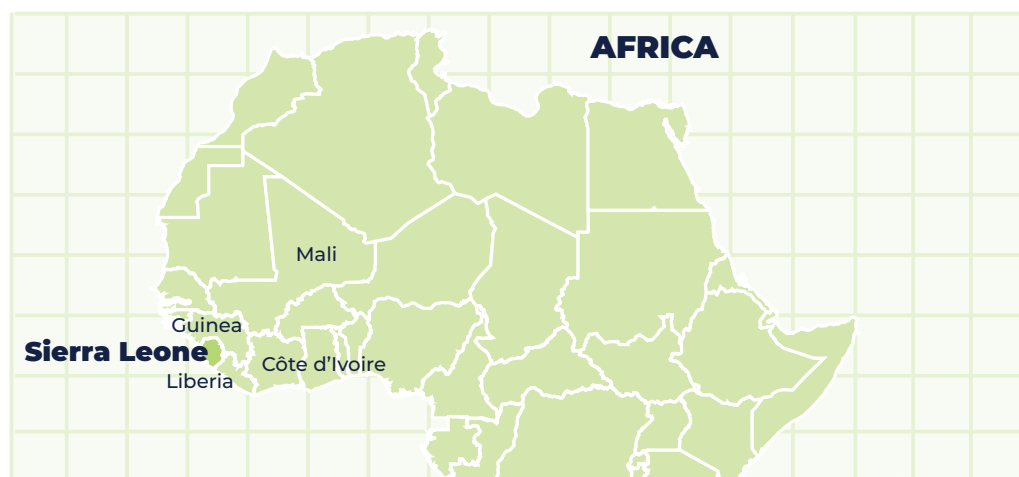 AFRICA
Mali
Guinea
Sierra Leone
Côte d’Ivoire
Liberia